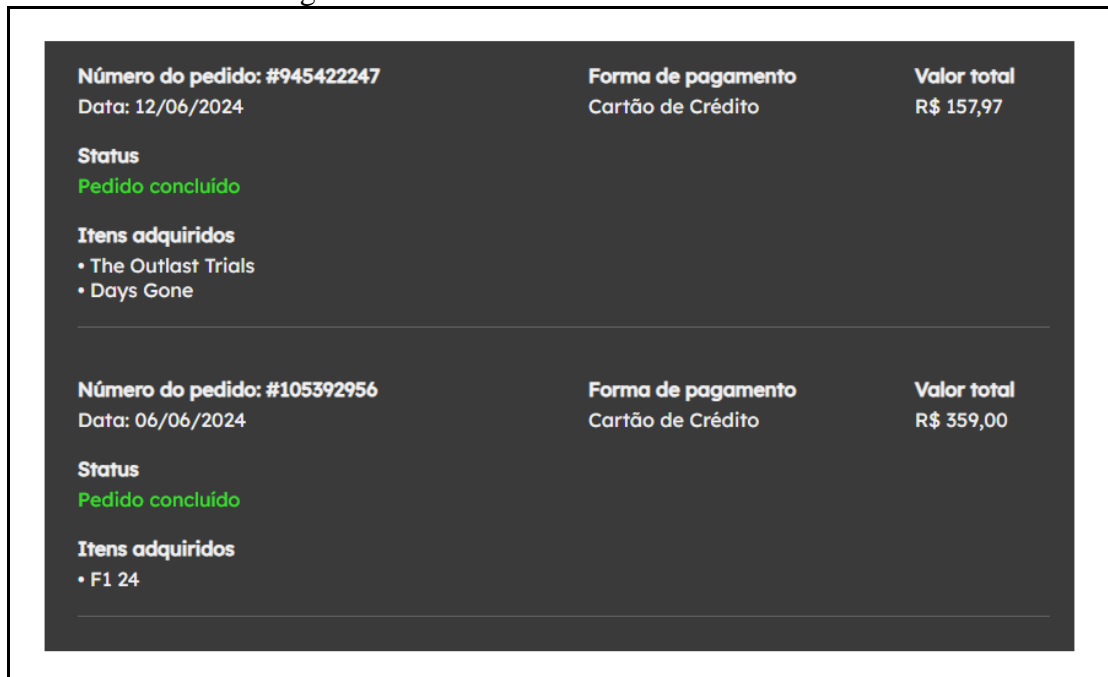 Número do pedido: #945422247 Forma de pagamento Valor total
Data: 12/06/2024 Cartão de Crédito R$ 157,97
Status
Pedido concluído
Itens adquiridos
• The Outlast Trials
• Days Gone
Número do pedido: #105392956 Forma de pagamento Valor total
Data: 06/06/2024 Cartão de Crédito R$ 359,00
Status
Pedido concluído
Itens adquiridos
• F1 24